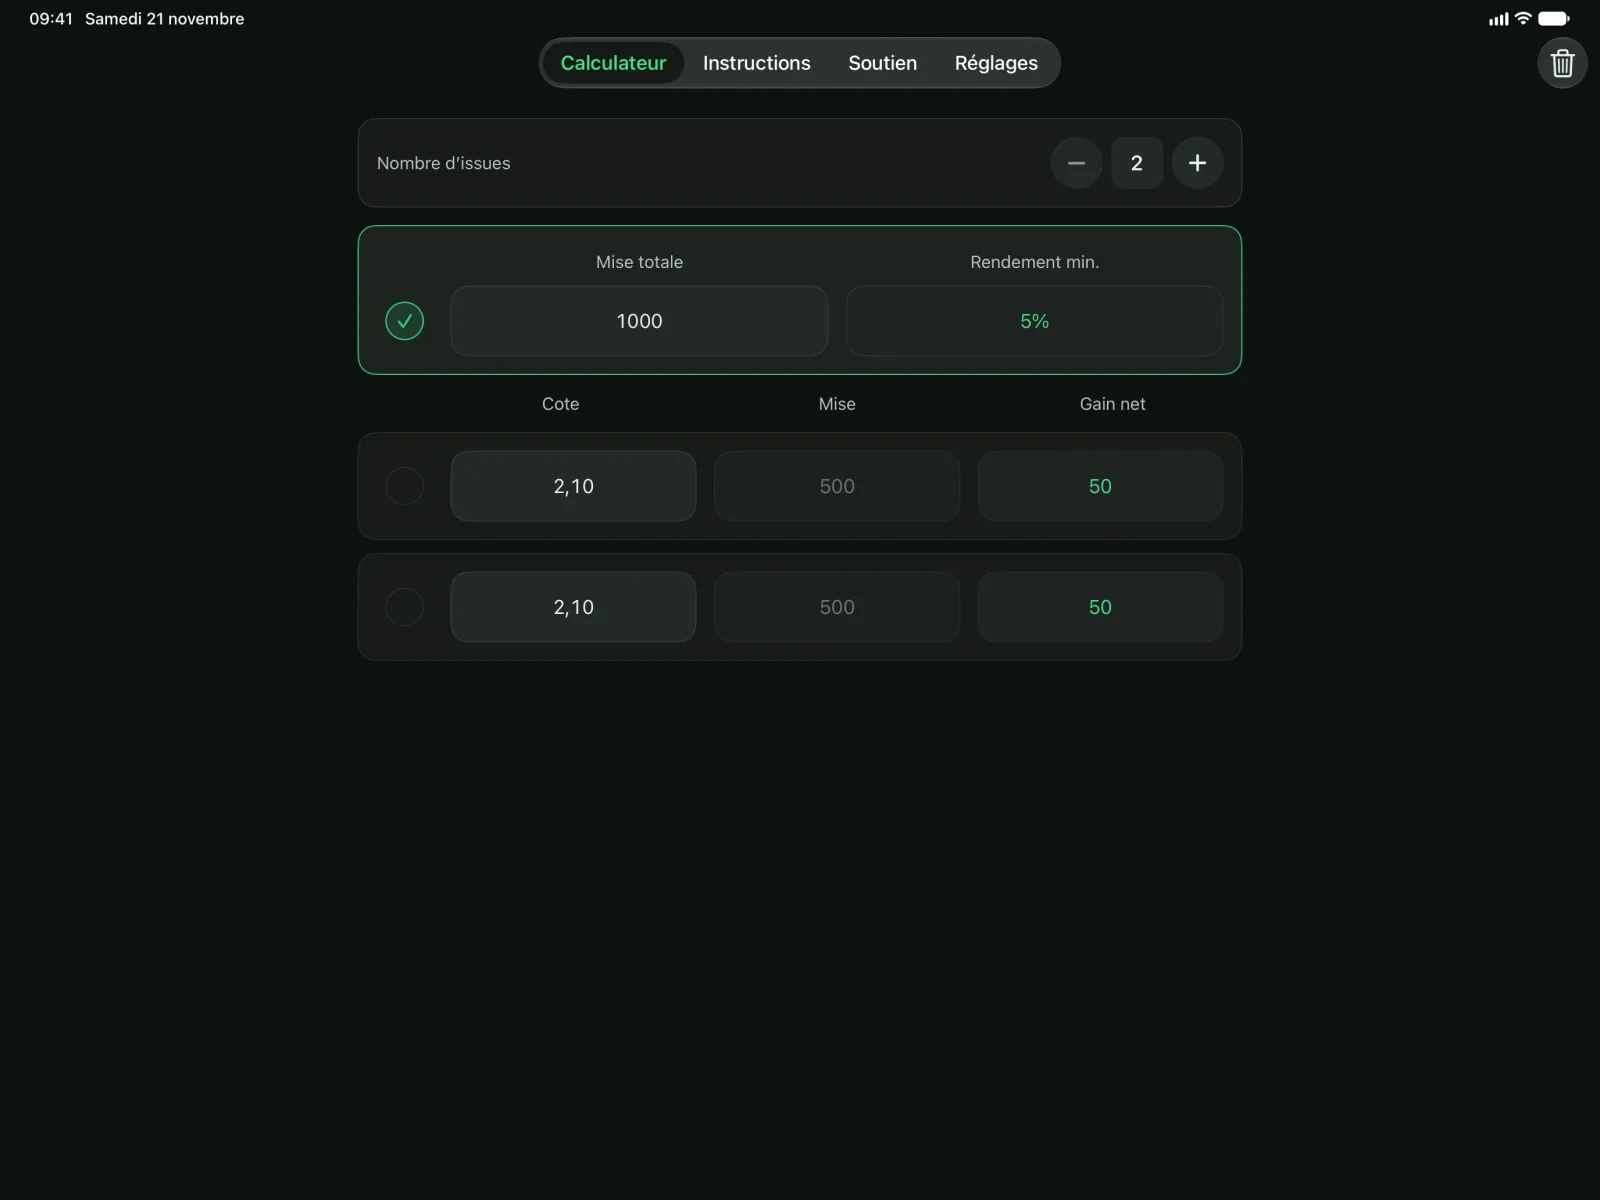 09:41 Samedi 21 novembre
Calculateur Instructions Soutien Réglages
Nombre d’issues 2
Mise totale Rendement min.
1000 5%
Cote Mise Gain net
2,10 500 50
2,10 500 50